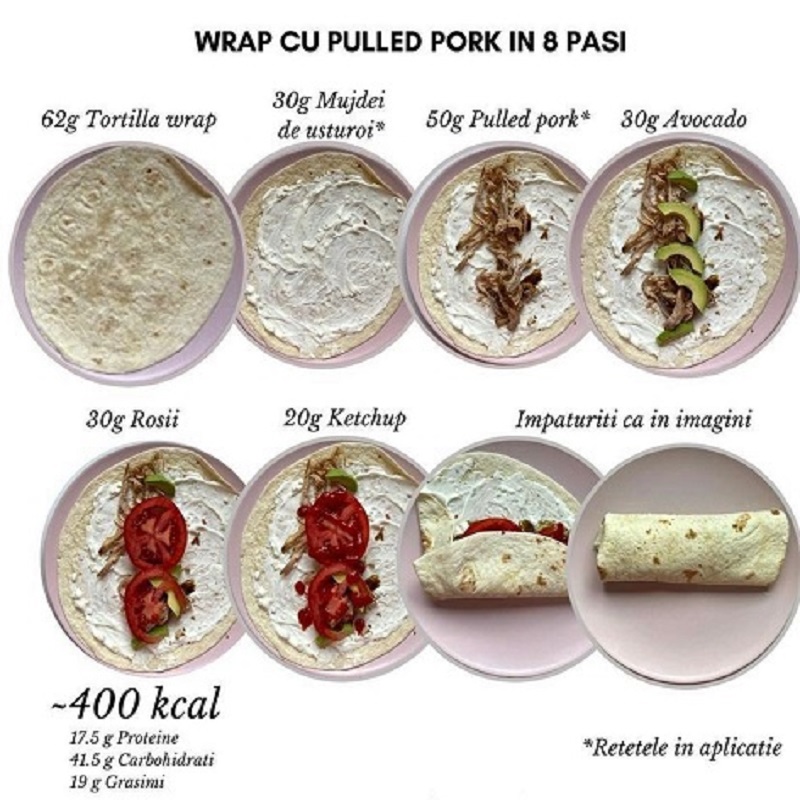 WRAP CU PULLED PORK IN 8 PASI
62g Tortilla wrap
30g Mujdei
de usturoi*
50g Pulled pork*
30g Avocado
30g Rosii
20g Ketchup
Impaturiti ca in imagini
~400 kcal
17.5 g Proteine
41.5 g Carbohidrati
19 g Grasimi
*Retetele in aplicatie